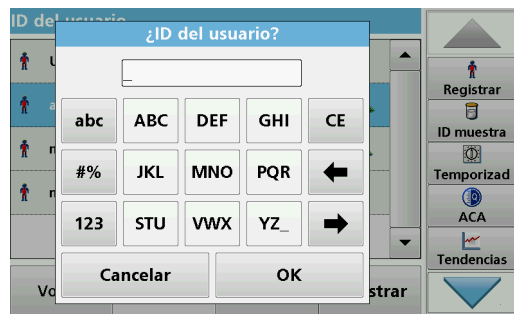 ID del usuario
¿ID del usuario?
_
abc ABC DEF GHI CE
#% JKL MNO PQR
123 STU VWX YZ_
Cancelar OK
Registrar
ID muestra
Temporizad
ACA
Tendencias